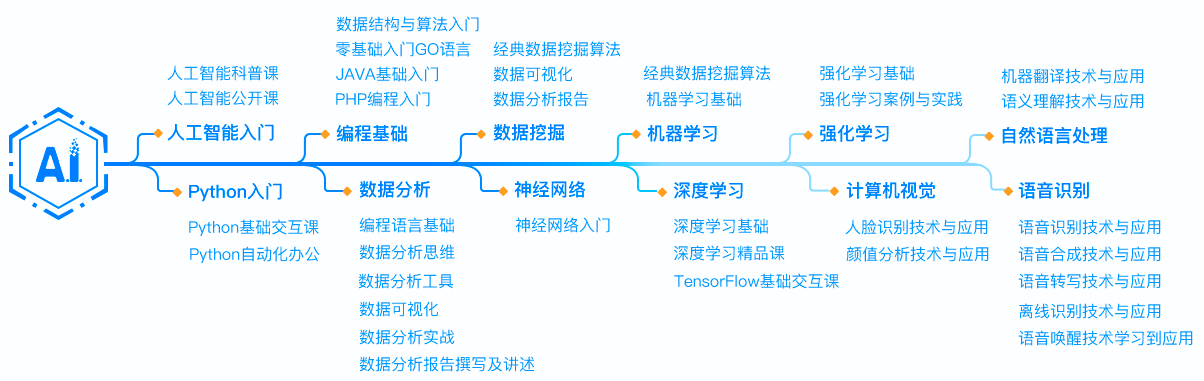 A.I.
人工智能科普课
人工智能公开课
人工智能入门
数据结构与算法入门
零基础入门GO语言
JAVA基础入门
PHP编程入门
编程基础
经典数据挖掘算法
数据可视化
数据分析报告
数据挖掘
经典数据挖掘算法
机器学习基础
机器学习
强化学习基础
强化学习案例与实践
强化学习
机器翻译技术与应用
语义理解技术与应用
自然语言处理
Python入门
Python基础交互课
Python自动化办公
数据分析
编程语言基础
数据分析思维
数据分析工具
数据可视化
数据分析实战
数据分析报告撰写及讲述
神经网络
神经网络入门
深度学习
深度学习基础
深度学习精品课
TensorFlow基础交互课
计算机视觉
人脸识别技术与应用
颜值分析技术与应用
语音识别
语音识别技术与应用
语音合成技术与应用
语音转写技术与应用
离线识别技术与应用
语音唤醒技术学习到应用